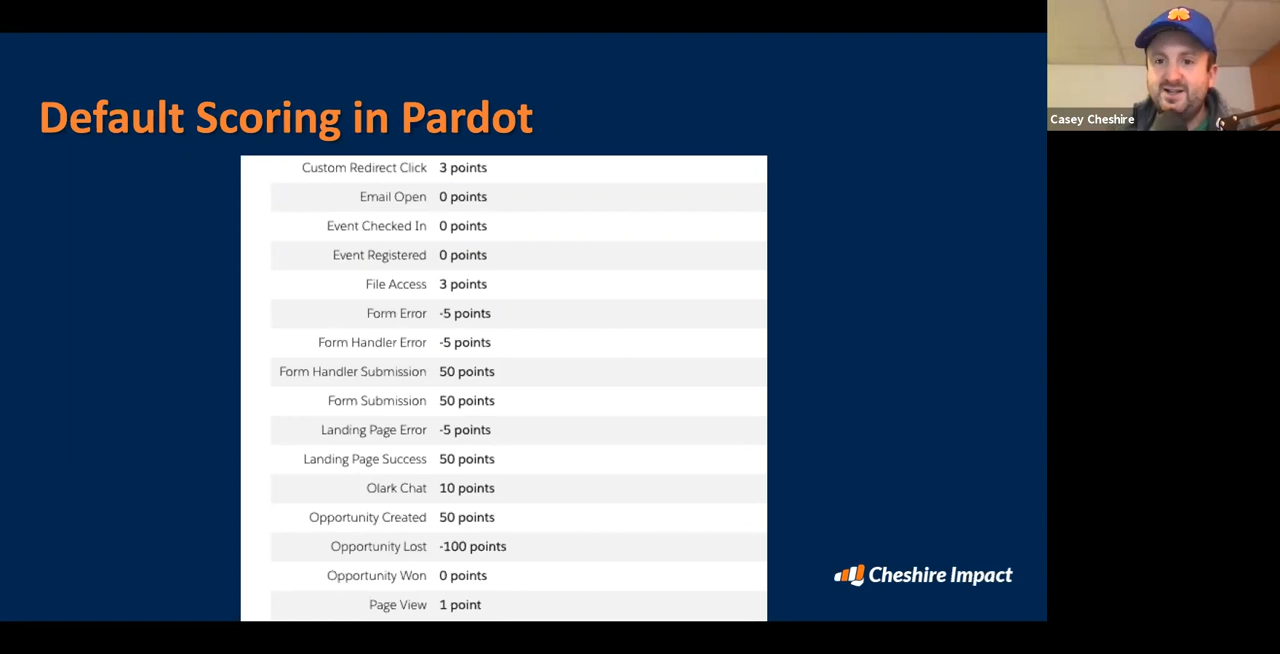 Default Scoring in Pardot
Custom Redirect Click 3 points
Email Open 0 points
Event Checked In 0 points
Event Registered 0 points
File Access 3 points
Form Error -5 points
Form Handler Error -5 points
Form Handler Submission 50 points
Form Submission 50 points
Landing Page Error -5 points
Landing Page Success 50 points
Olark Chat 10 points
Opportunity Created 50 points
Opportunity Lost -100 points
Opportunity Won 0 points
Page View 1 point
Cheshire Impact
Casey Cheshire